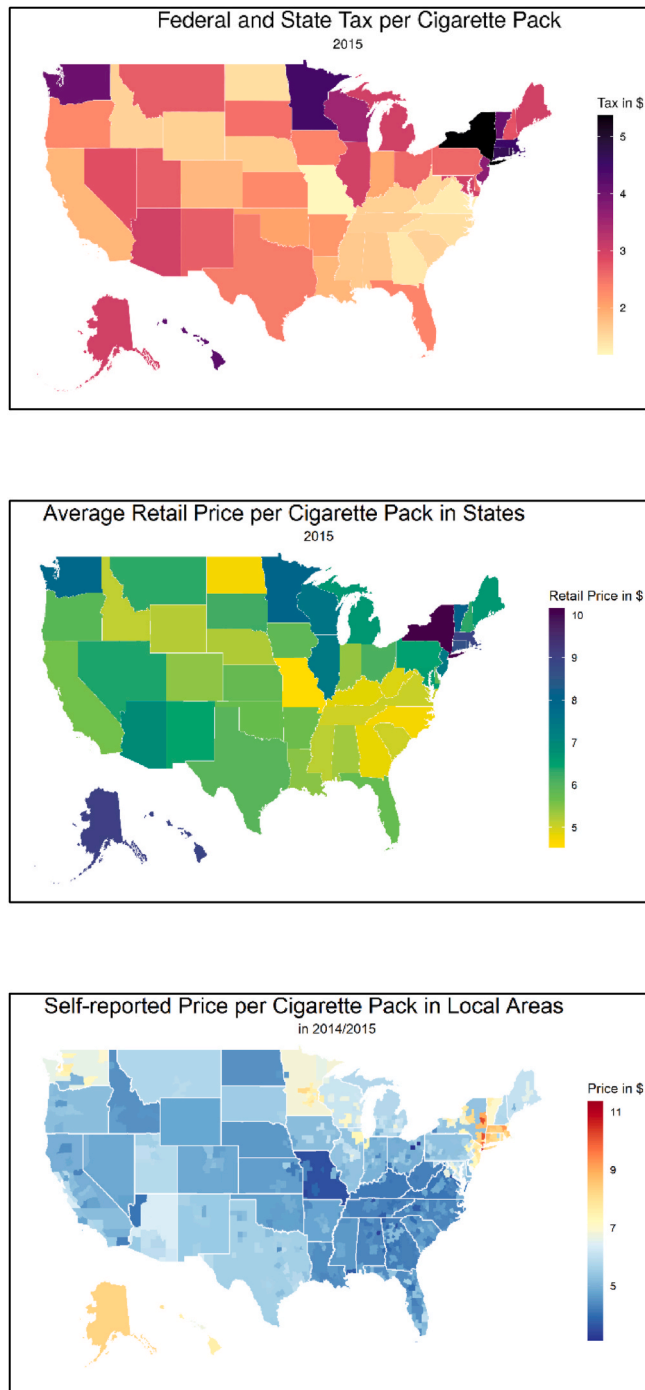 Federal and State Tax per Cigarette Pack
2015
Tax in $
5
4
3
2
Average Retail Price per Cigarette Pack in States
2015
Retail Price in $
10
9
8
7
6
5
Self-reported Price per Cigarette Pack in Local Areas
in 2014/2015
Price in $
11
9
7
5